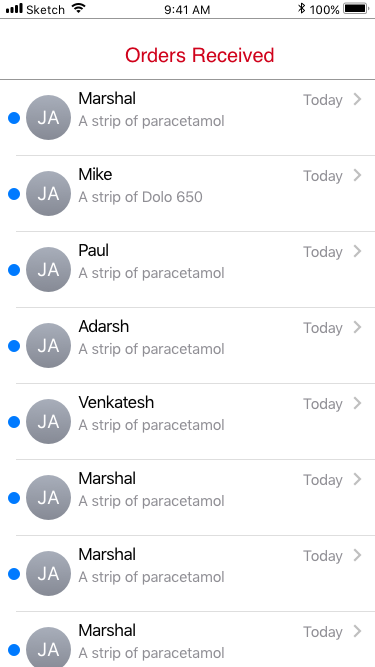 Sketch 9:41 AM 100%
Orders Received
Marshal Today
JA
A strip of paracetamol
Mike Today
JA
A strip of Dolo 650
Paul Today
JA
A strip of paracetamol
Adarsh Today
JA
A strip of paracetamol
Venkatesh Today
JA
A strip of paracetamol
Marshal Today
JA
A strip of paracetamol
Marshal Today
JA
A strip of paracetamol
Marshal Today
JA
A strip of paracetamol